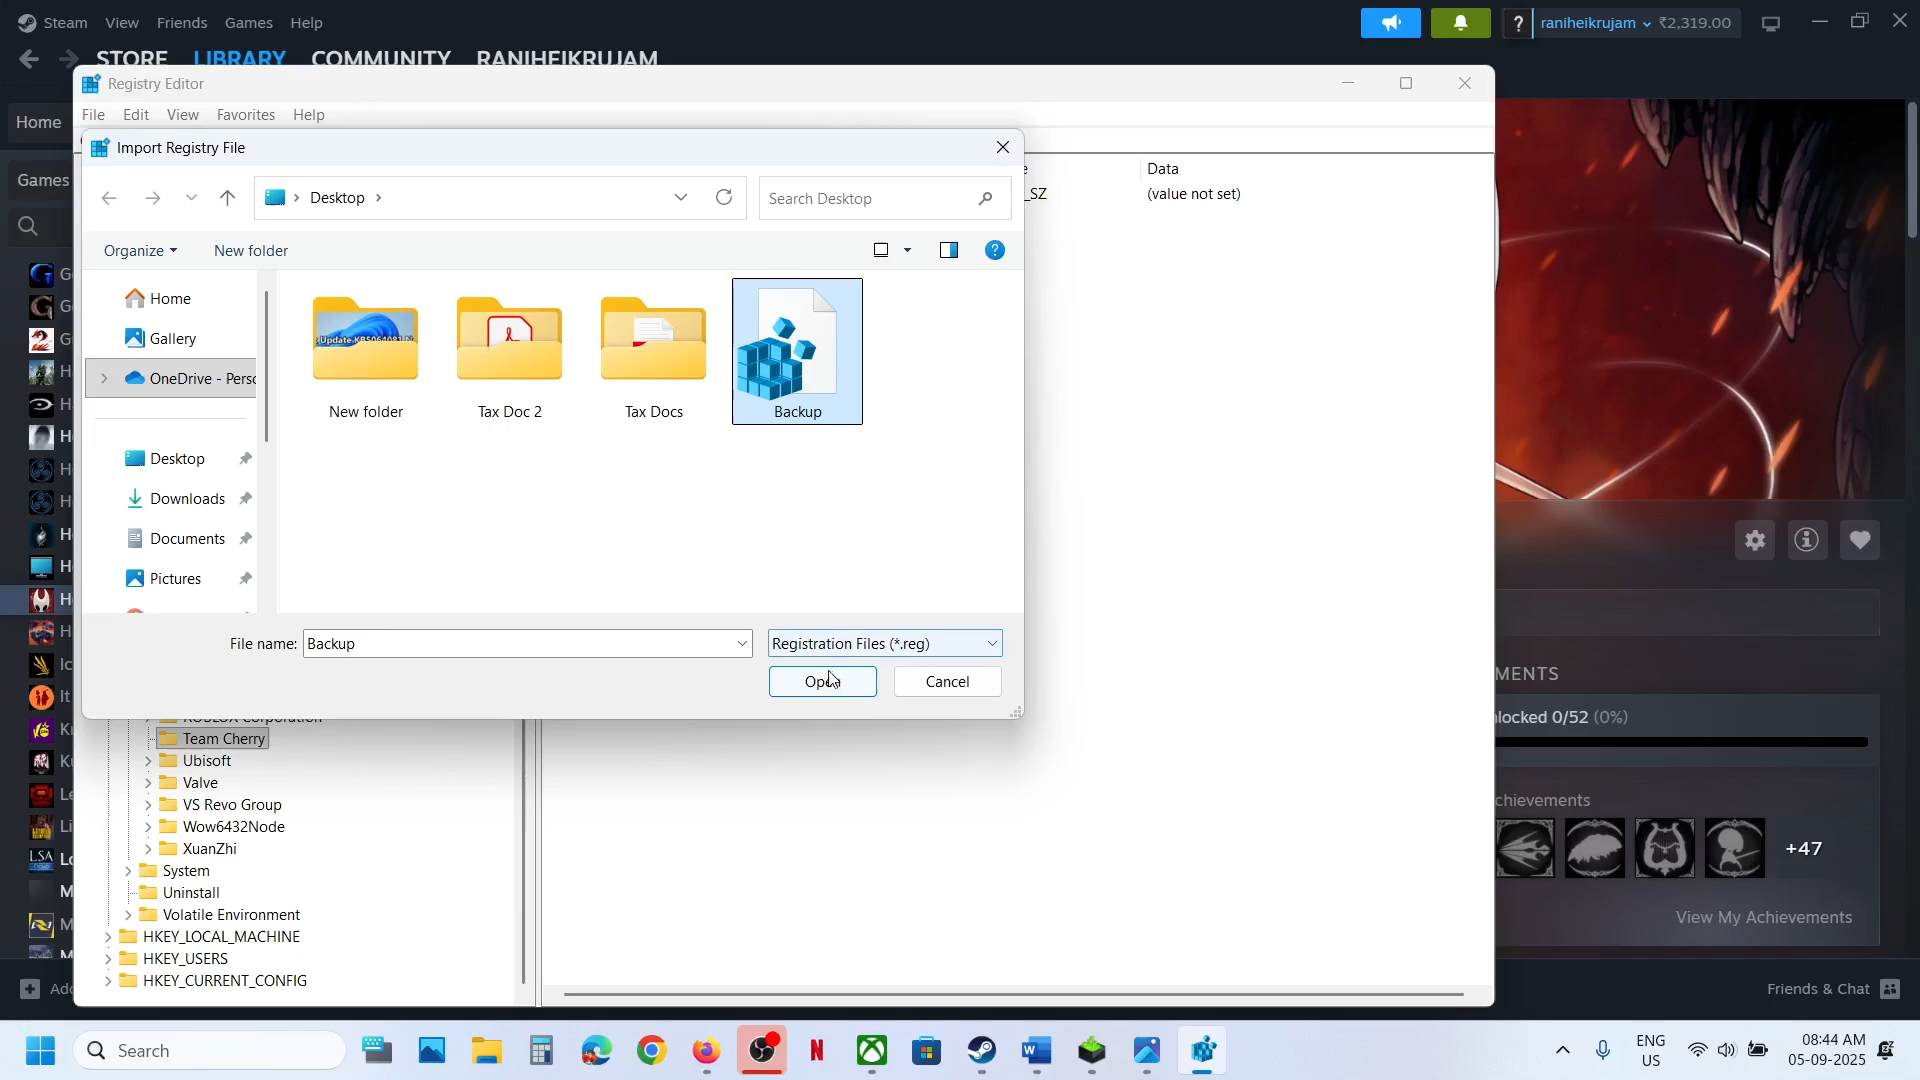 Steam View Friends Games Help
raniheikrujam ₹2,319.00
STORE LIBRARY COMMUNITY RANIHEIKRUJAM
Registry Editor
File Edit View Favorites Help
Home
Import Registry File
Data
(value not set)
_SZ
Games
Desktop
Search Desktop
Organize New folder
Home
Gallery
OneDrive - Perso
Desktop
Downloads
Documents
Pictures
New folder
Tax Doc 2
Tax Docs
Backup
File name: Backup
Registration Files (*.reg)
Open Cancel
Team Cherry
Ubisoft
Valve
VS Revo Group
Wow6432Node
XuanZhi
System
Uninstall
Volatile Environment
HKEY_LOCAL_MACHINE
HKEY_USERS
HKEY_CURRENT_CONFIG
MENTS
nlocked 0/52 (0%)
chievements
+47
View My Achievements
Friends & Chat
Search
ENG
US
08:44 AM
05-09-2025